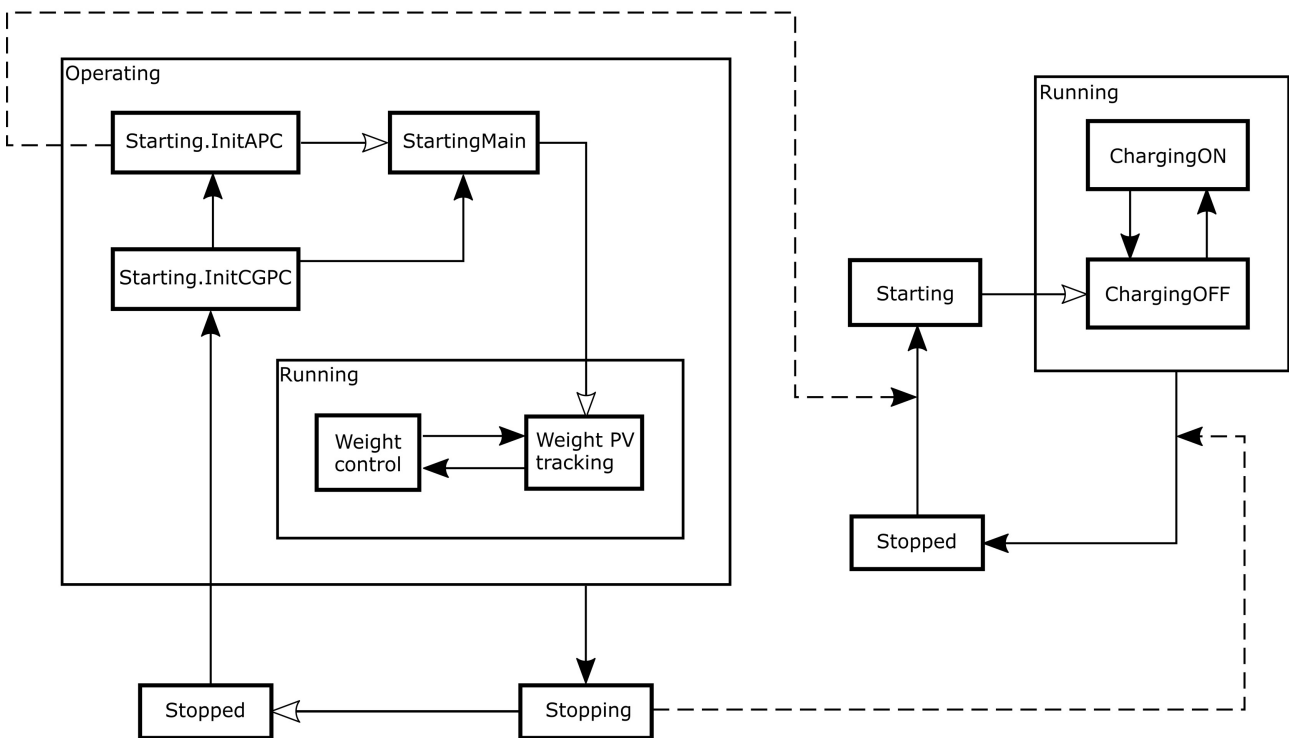 Operating
Starting.InitAPC
StartingMain
Starting.InitCGPC
Running
Weight
control
Weight PV
tracking
Stopped
Stopping
Running
ChargingON
Starting
ChargingOFF
Stopped